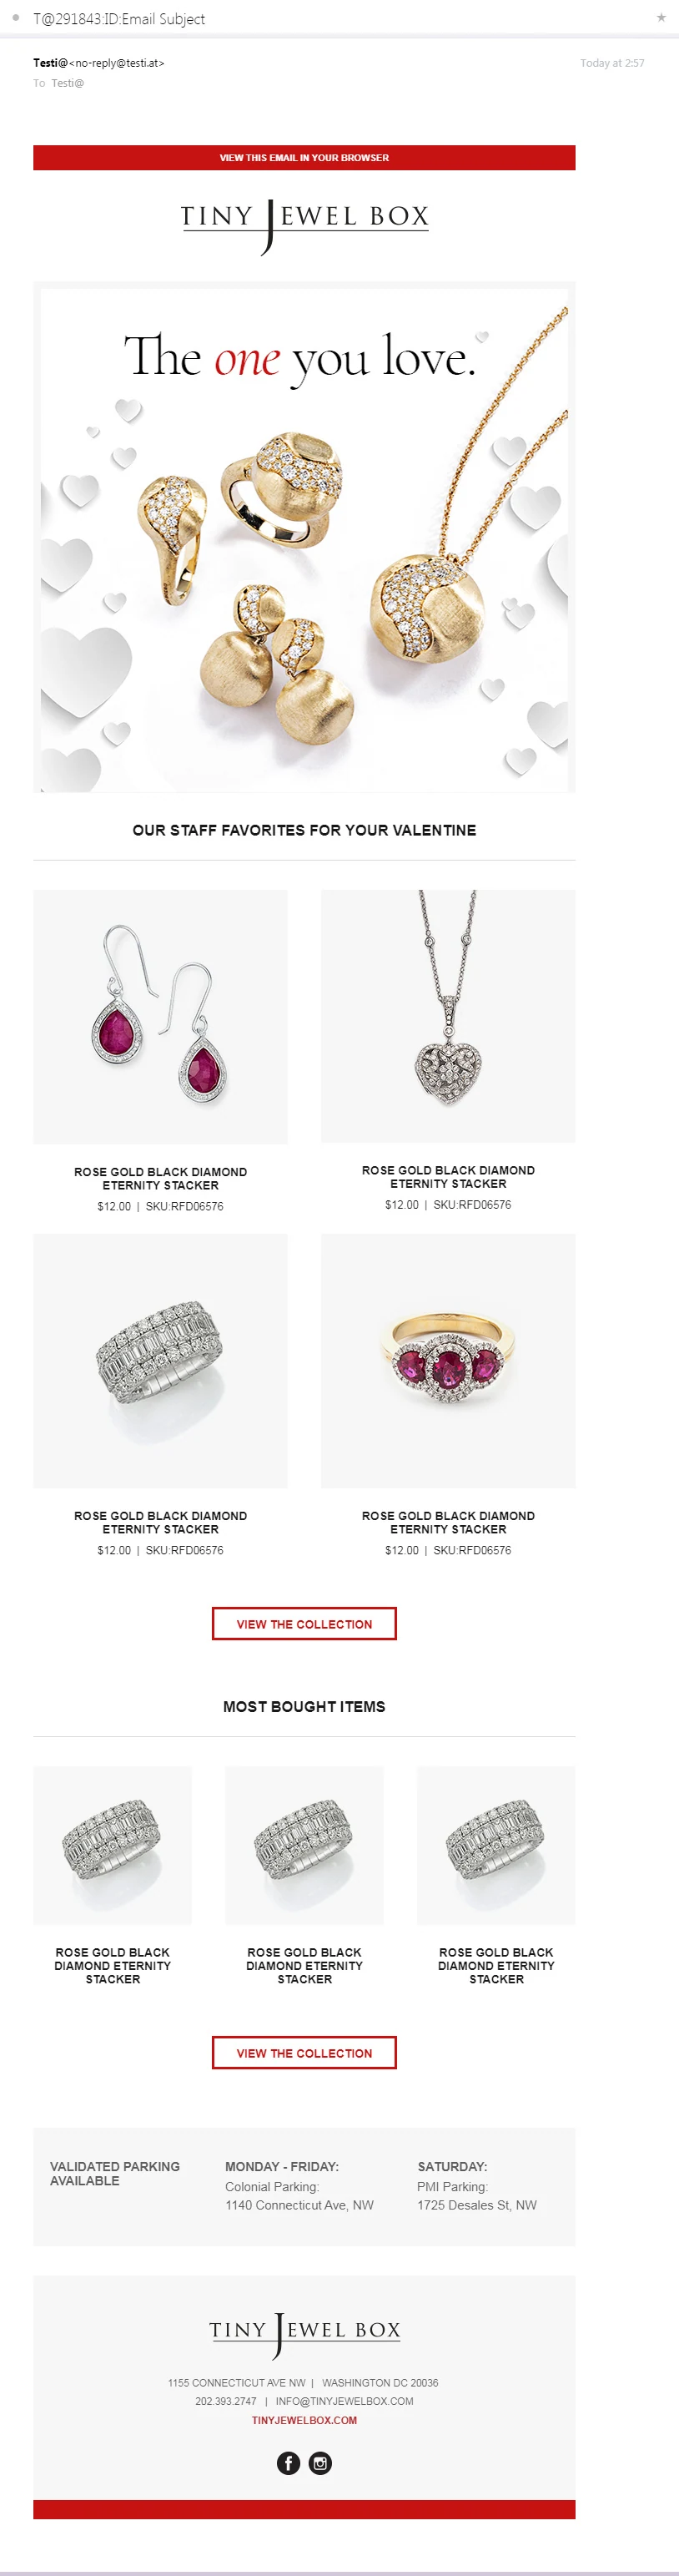 T@291843:ID:Email Subject
Testi@<no-reply@testi.at>
Today at 2:57
To Testi@
VIEW THIS EMAIL IN YOUR BROWSER
TINY JEWEL BOX
The one you love.
OUR STAFF FAVORITES FOR YOUR VALENTINE
ROSE GOLD BLACK DIAMOND
ETERNITY STACKER
$12.00 | SKU:RFD06576
ROSE GOLD BLACK DIAMOND
ETERNITY STACKER
$12.00 | SKU:RFD06576
ROSE GOLD BLACK DIAMOND
ETERNITY STACKER
$12.00 | SKU:RFD06576
ROSE GOLD BLACK DIAMOND
ETERNITY STACKER
$12.00 | SKU:RFD06576
VIEW THE COLLECTION
MOST BOUGHT ITEMS
ROSE GOLD BLACK
DIAMOND ETERNITY
STACKER
ROSE GOLD BLACK
DIAMOND ETERNITY
STACKER
ROSE GOLD BLACK
DIAMOND ETERNITY
STACKER
VIEW THE COLLECTION
VALIDATED PARKING
AVAILABLE
MONDAY - FRIDAY:
Colonial Parking:
1140 Connecticut Ave, NW
SATURDAY:
PMI Parking:
1725 Desales St, NW
TINY JEWEL BOX
1155 CONNECTICUT AVE NW | WASHINGTON DC 20036
202.393.2747 | INFO@TINYJEWELBOX.COM
TINYJEWELBOX.COM